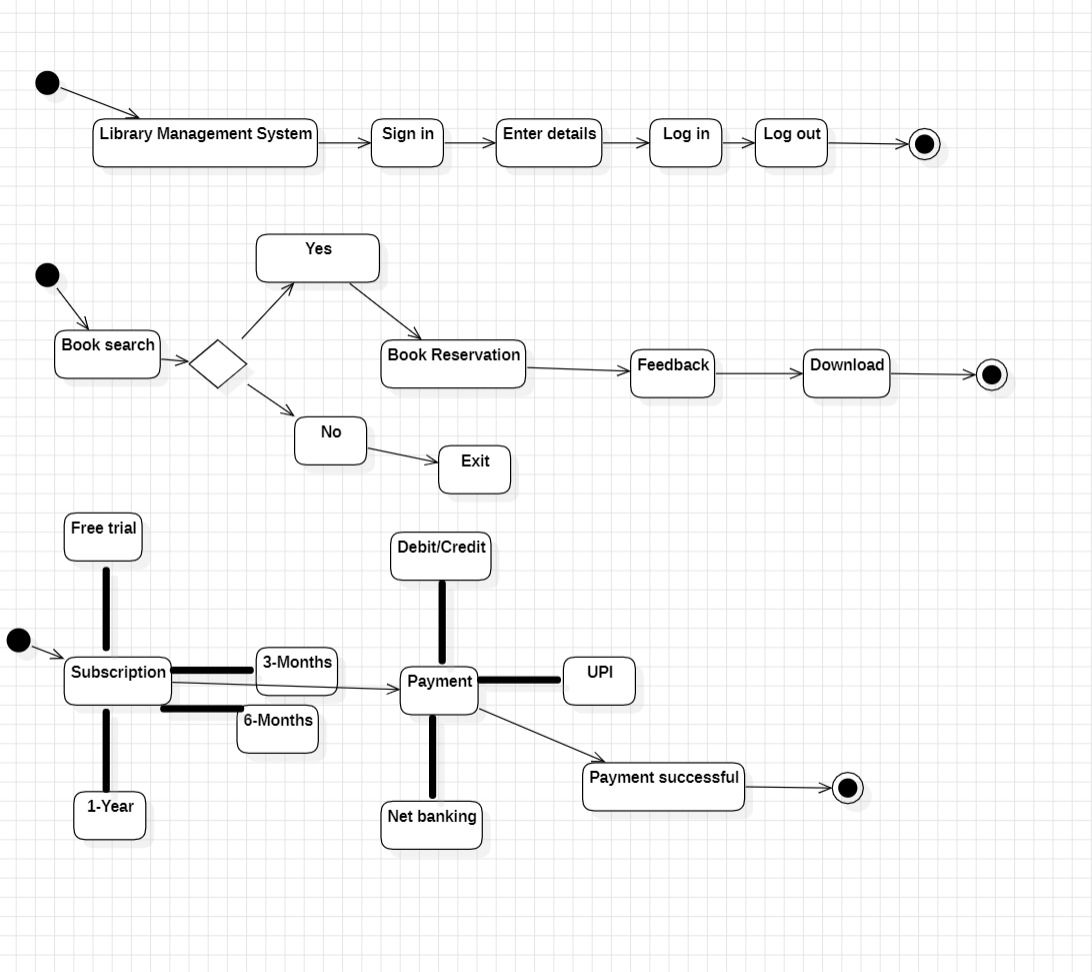 Library Management System
Sign in
Enter details
Log in
Log out
Yes
Book search
Book Reservation
Feedback
Download
No
Exit
Free trial
Debit/Credit
Subscription
3-Months
Payment
UPI
6-Months
Payment successful
1-Year
Net banking